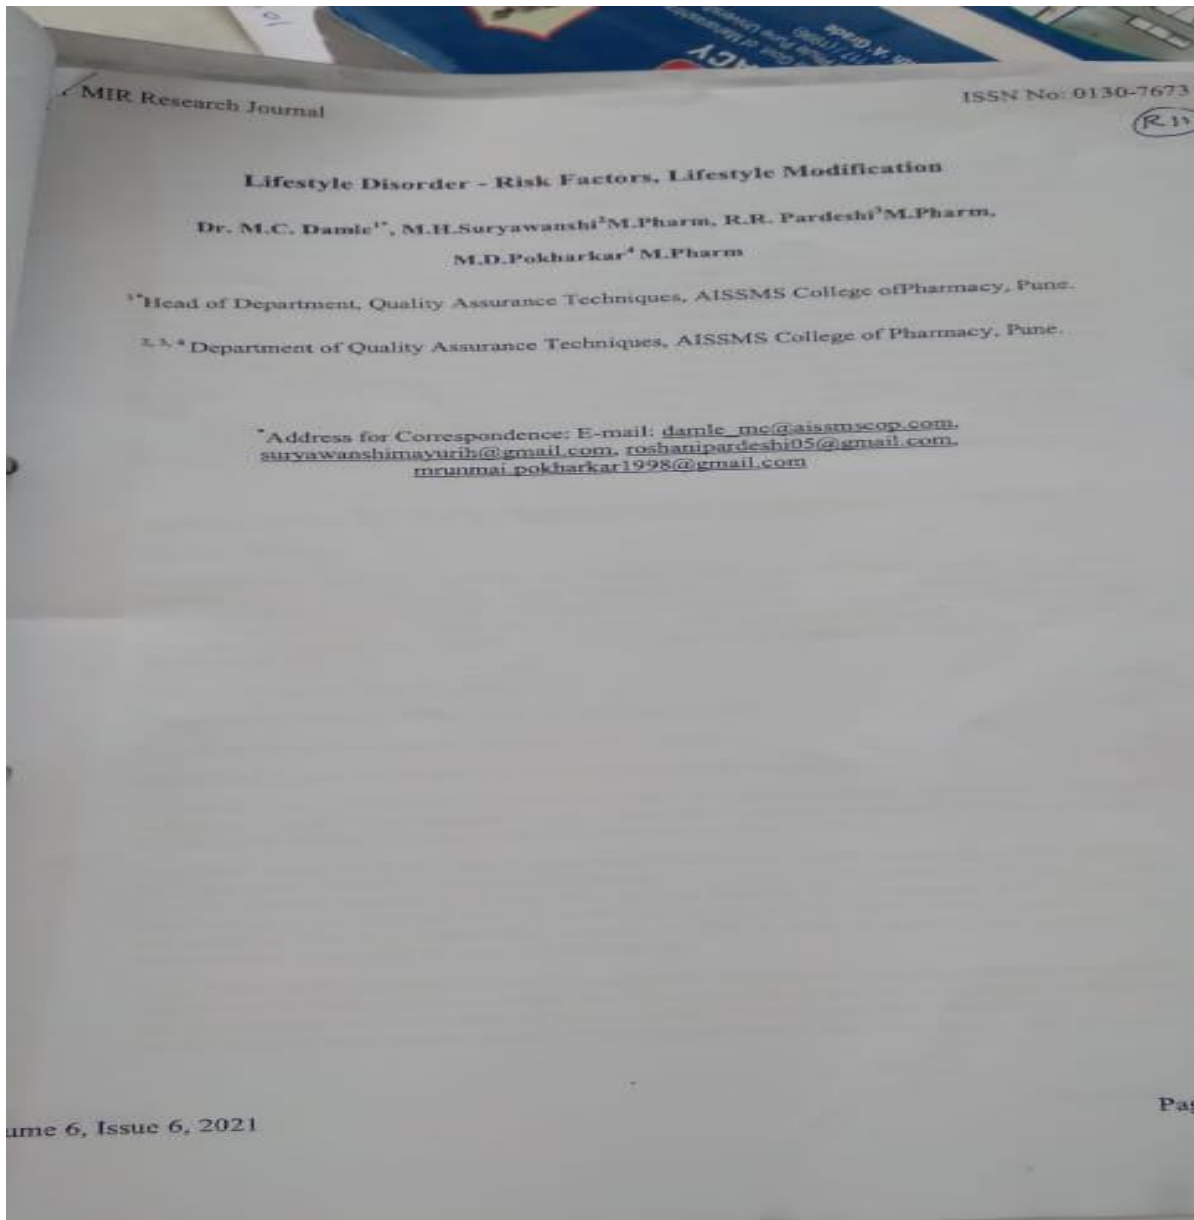 MIR Research Journal
ISSN No: 0130-7673
Lifestyle Disorder - Risk Factors, Lifestyle Modification
Dr. M.C. Damle¹*, M.H.Suryawanshi²M.Pharm, R.R. Pardeshi³M.Pharm,
M.D.Pokharkar⁴ M.Pharm
¹*Head of Department, Quality Assurance Techniques, AISSMS College ofPharmacy, Pune.
²,³,⁴ Department of Quality Assurance Techniques, AISSMS College of Pharmacy, Pune.
*Address for Correspondence: E-mail: damle_mc@aissmscop.com,
suryawanshimayurih@gmail.com, roshanipardeshi05@gmail.com,
mrunmai.pokharkar1998@gmail.com
ume 6, Issue 6, 2021
Pag